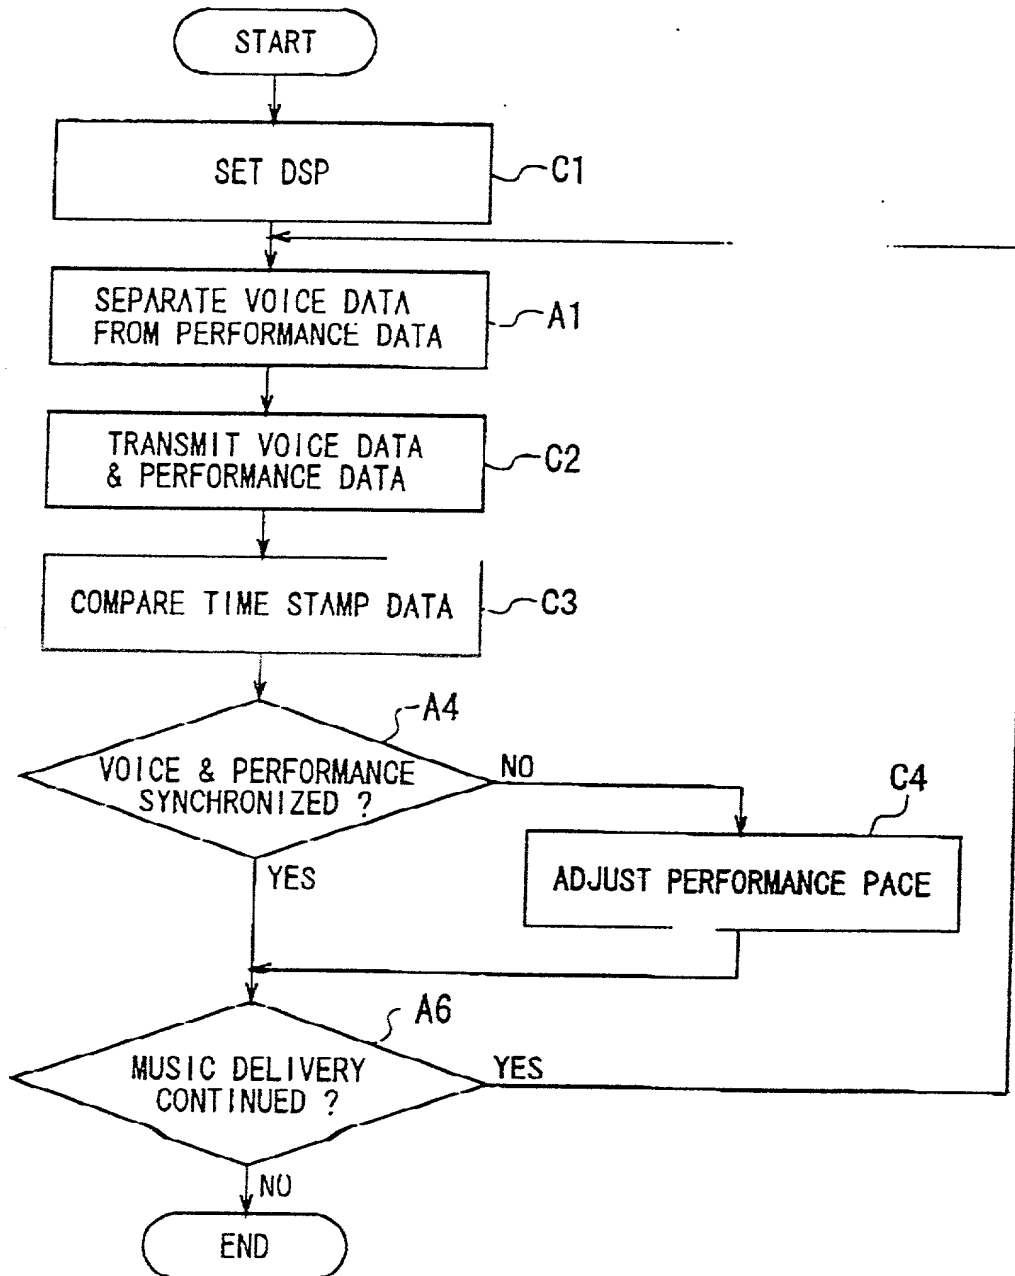 START
SET DSP
C1
SEPARATE VOICE DATA
FROM PERFORMANCE DATA
A1
TRANSMIT VOICE DATA
& PERFORMANCE DATA
C2
COMPARE TIME STAMP DATA
C3
A4
VOICE & PERFORMANCE
SYNCHRONIZED ?
NO
YES
C4
ADJUST PERFORMANCE PACE
A6
MUSIC DELIVERY
CONTINUED ?
YES
NO
END